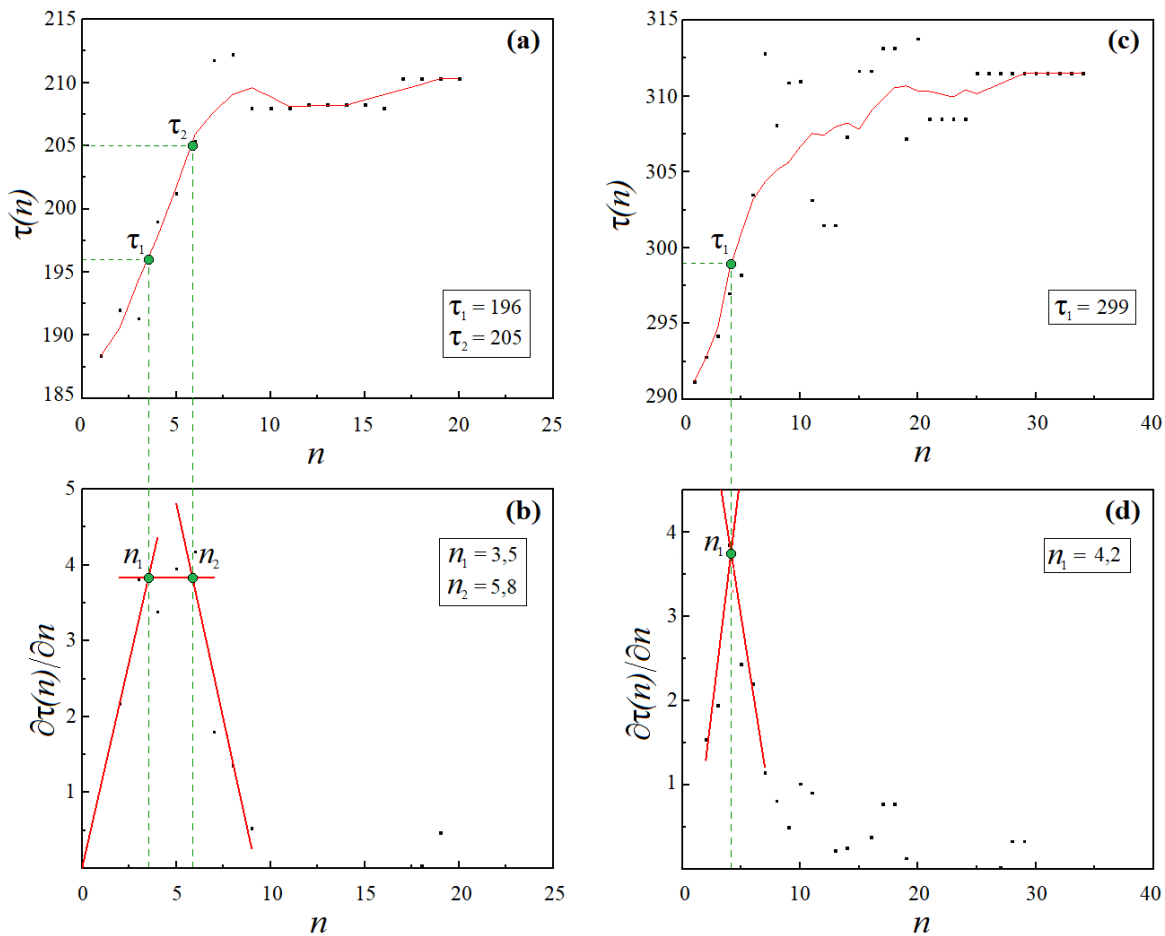 (a)
215
210
205
200
195
190
185
τ(n)
τ₂
τ₁
τ₁ = 196
τ₂ = 205
0
5
10
15
20
25
n
(c)
315
310
305
300
295
290
τ(n)
τ₁
τ₁ = 299
0
10
20
30
40
n
(b)
5
4
3
2
1
∂τ(n)/∂n
n₁
n₂
n₁ = 3,5
n₂ = 5,8
0
5
10
15
20
25
n
(d)
4
3
2
1
∂τ(n)/∂n
n₁
n₁ = 4,2
0
10
20
30
40
n